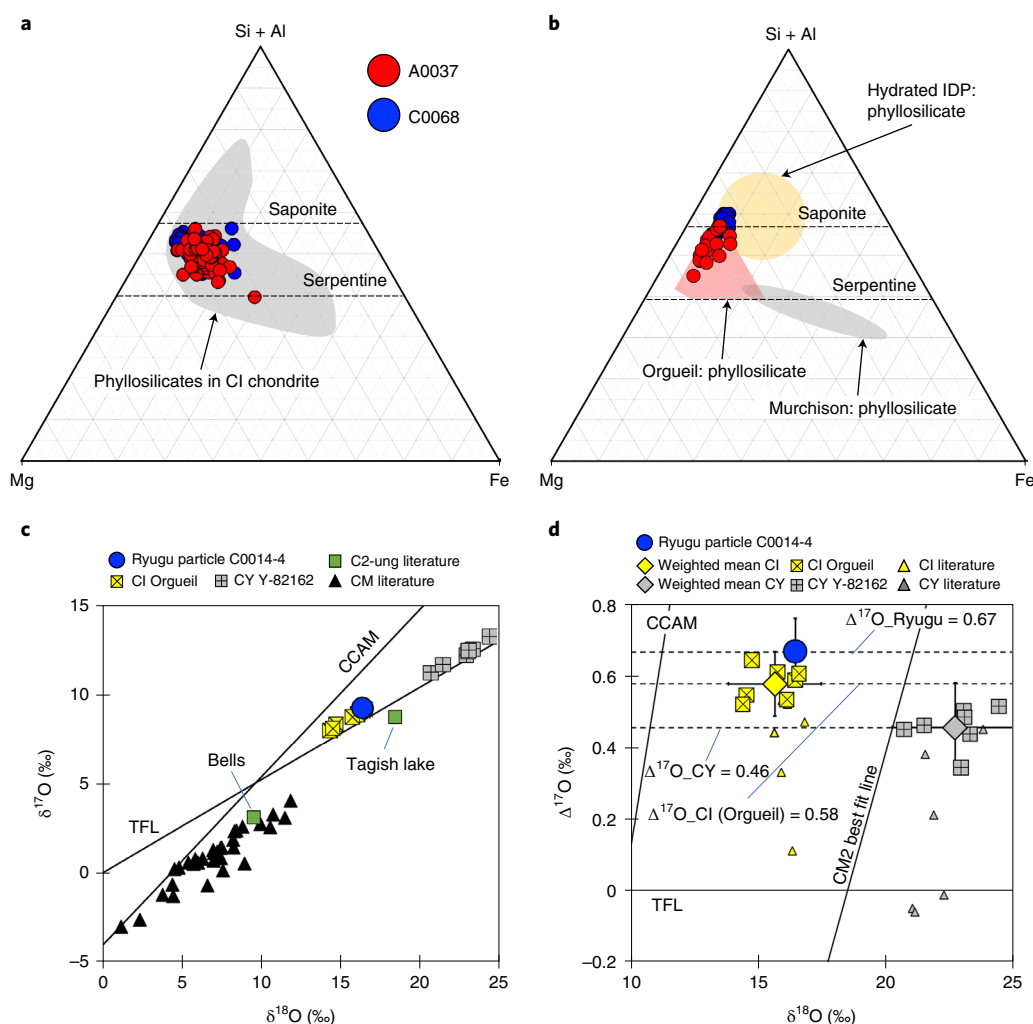 a
Si + Al
A0037
C0068
Saponite
Serpentine
Phyllosilicates in CI chondrite
Mg
Fe
b
Si + Al
Hydrated IDP:
phyllosilicate
Saponite
Serpentine
Orgueil: phyllosilicate
Murchison: phyllosilicate
Mg
Fe
c
Ryugu particle C0014-4
C2-ung literature
CI Orgueil
CY Y-82162
CM literature
15
10
5
0
–5
δ¹⁷O (‰)
CCAM
TFL
Bells
Tagish lake
0
5
10
15
20
25
δ¹⁸O (‰)
d
Ryugu particle C0014-4
Weighted mean CI
CI Orgueil
CI literature
Weighted mean CY
CY Y-82162
CY literature
0.8
0.6
0.4
0.2
0
–0.2
Δ¹⁷O (‰)
CCAM
Δ¹⁷O_Ryugu = 0.67
Δ¹⁷O_CY = 0.46
Δ¹⁷O_CI (Orgueil) = 0.58
CM2 best fit line
TFL
10
15
20
25
δ¹⁸O (‰)